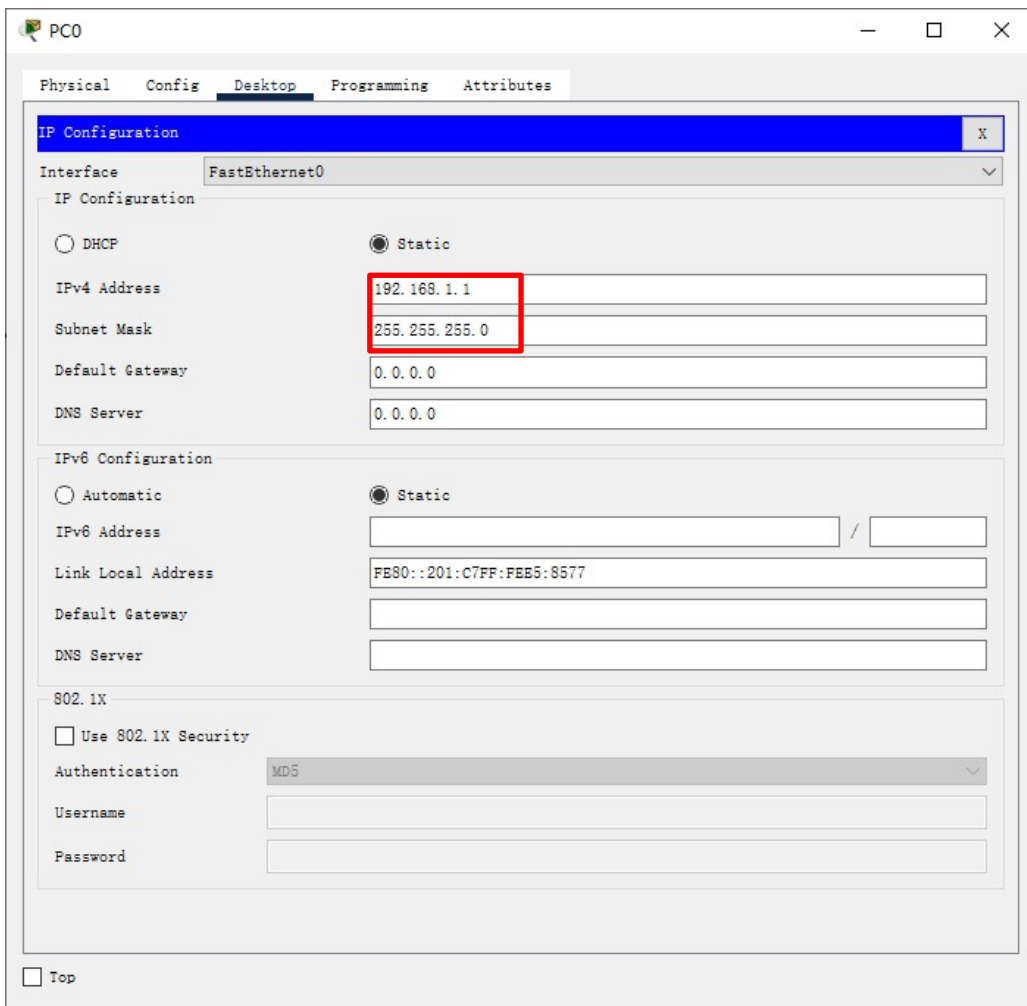 PC0
Physical Config Desktop Programming Attributes
IP Configuration X
Interface FastEthernet0
IP Configuration
DHCP Static
IPv4 Address 192.168.1.1
Subnet Mask 255.255.255.0
Default Gateway 0.0.0.0
DNS Server 0.0.0.0
IPv6 Configuration
Automatic Static
IPv6 Address /
Link Local Address FE80::201:C7FF:FEE5:8577
Default Gateway
DNS Server
802.1X
Use 802.1X Security
Authentication MD5
Username
Password
Top